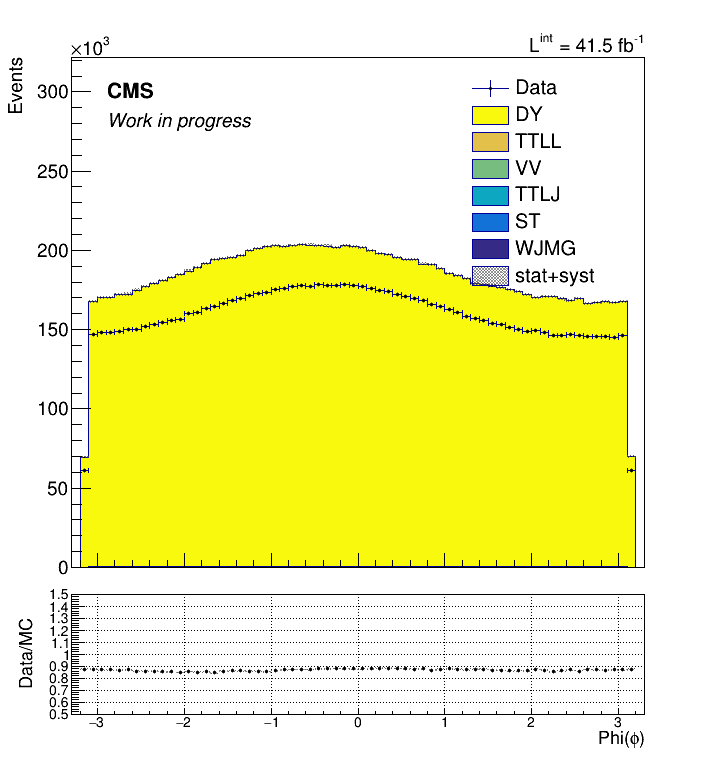 ×10³
L^int = 41.5 fb⁻¹
Events
CMS
Work in progress
Data
DY
TTLL
VV
TTLJ
ST
WJMG
stat+syst
300
250
200
150
100
50
0
Data/MC
1.5
1.4
1.3
1.2
1.1
1
0.9
0.8
0.7
0.6
0.5
−3 −2 −1 0 1 2 3
Phi(ϕ)